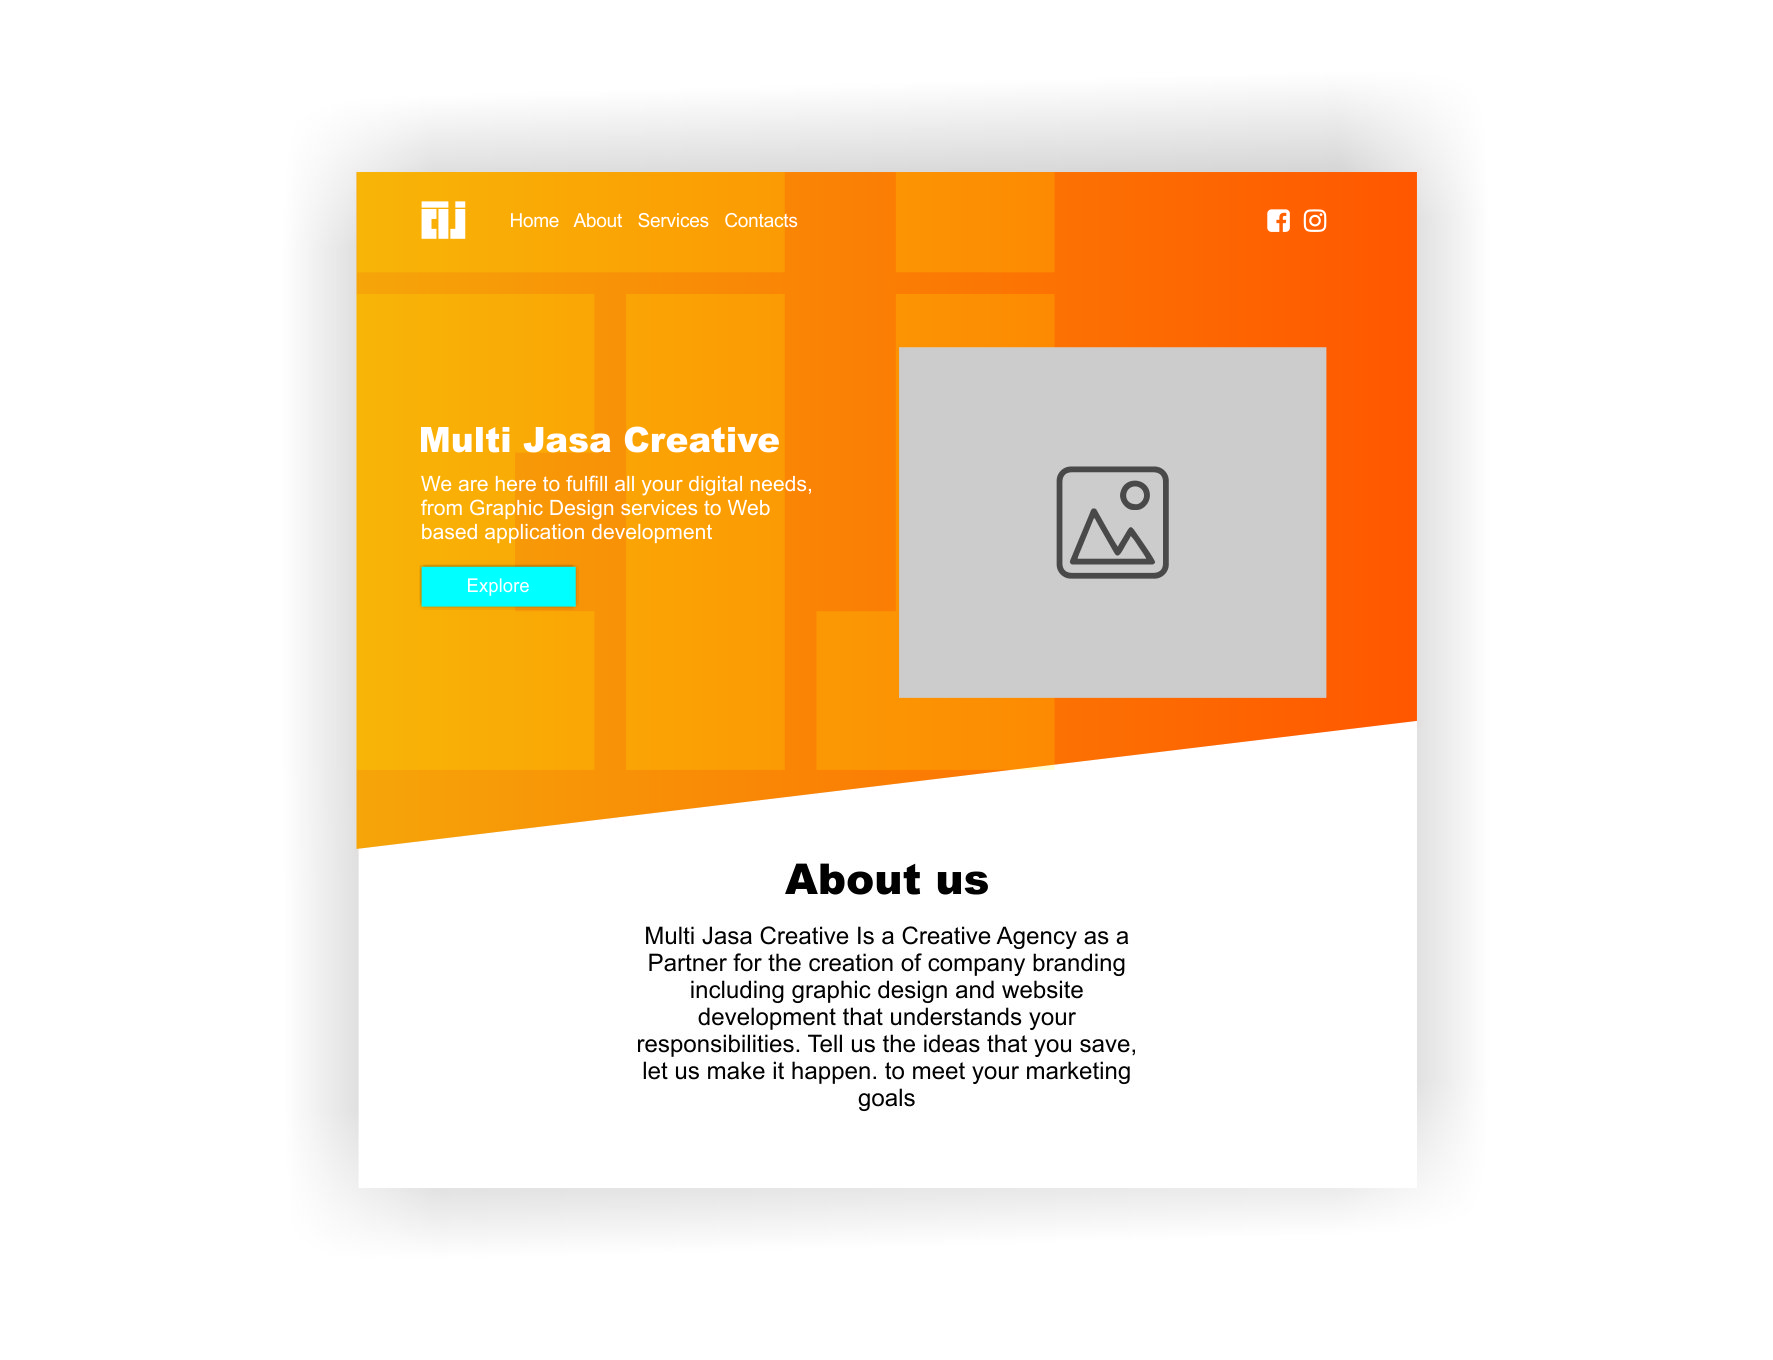 Home About Services Contacts
Multi Jasa Creative
We are here to fulfill all your digital needs,
from Graphic Design services to Web
based application development
Explore
About us
Multi Jasa Creative Is a Creative Agency as a
Partner for the creation of company branding
including graphic design and website
development that understands your
responsibilities. Tell us the ideas that you save,
let us make it happen. to meet your marketing
goals